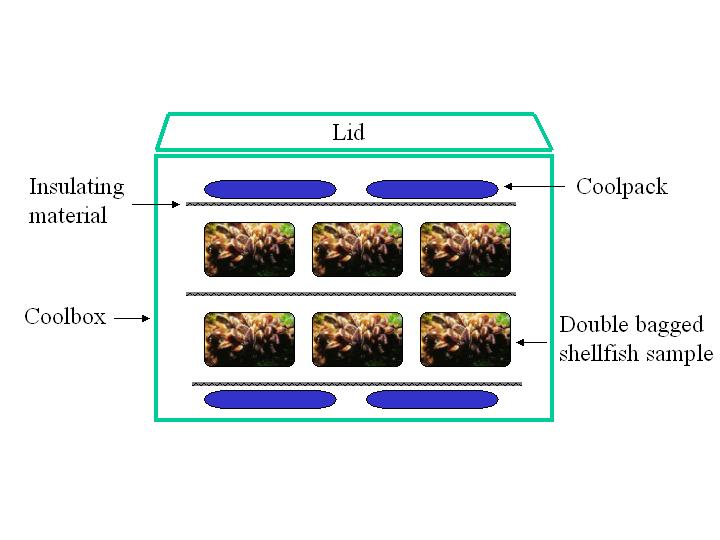 Lid
Insulating
material
Coolpack
Coolbox
Double bagged
shellfish sample